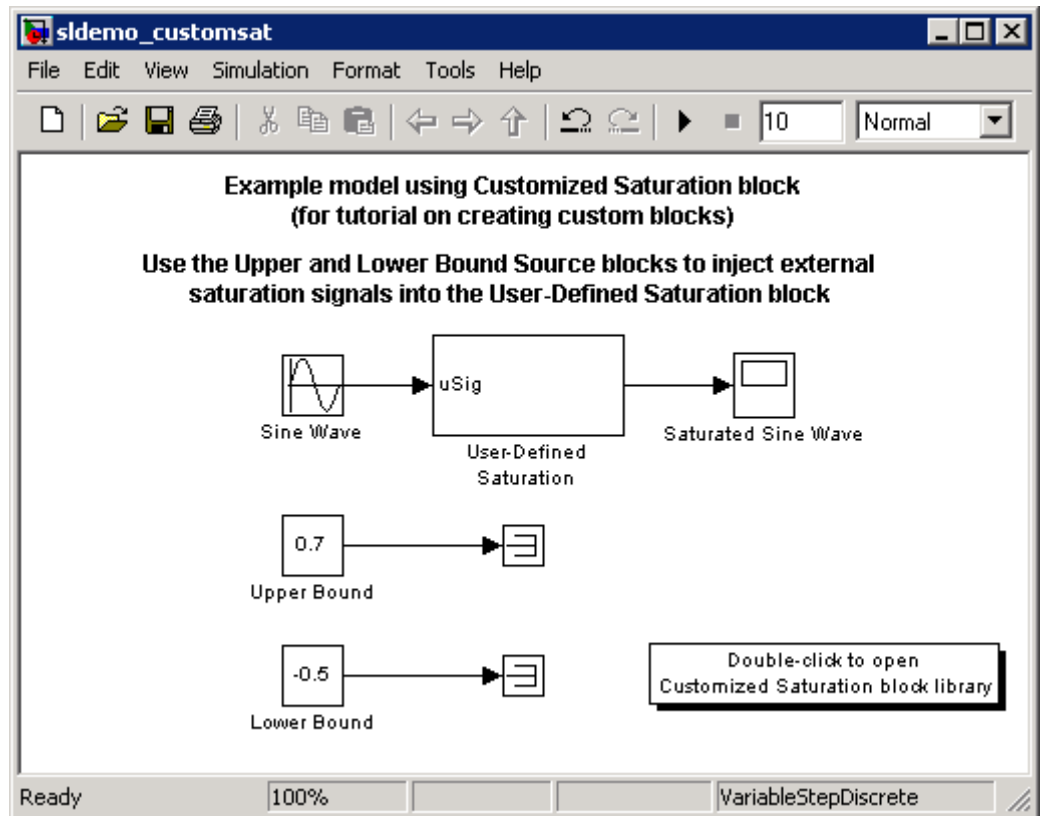 sldemo_customsat
File Edit View Simulation Format Tools Help
10 Normal
Example model using Customized Saturation block
(for tutorial on creating custom blocks)
Use the Upper and Lower Bound Source blocks to inject external
saturation signals into the User-Defined Saturation block
uSig
Sine Wave
User-Defined
Saturation
Saturated Sine Wave
0.7
Upper Bound
-0.5
Lower Bound
Double-click to open
Customized Saturation block library
Ready 100% VariableStepDiscrete